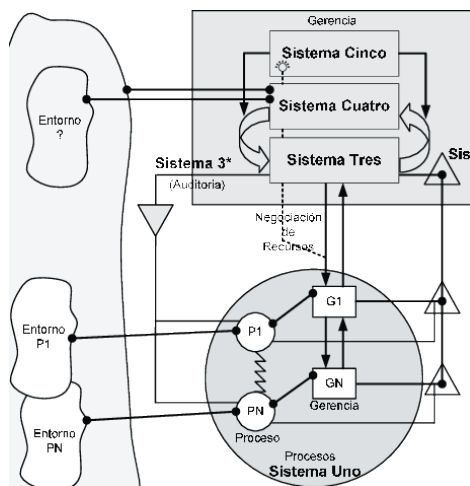 Gerencia
Sistema Cinco
Sistema Cuatro
Entorno
?
Sistema 3*
(Auditoria)
Sistema Tres
Sis
Negociación
de
Recursos
G1
Entorno
P1
P1
GN
Gerencia
PN
Proceso
Entorno
PN
Procesos
Sistema Uno